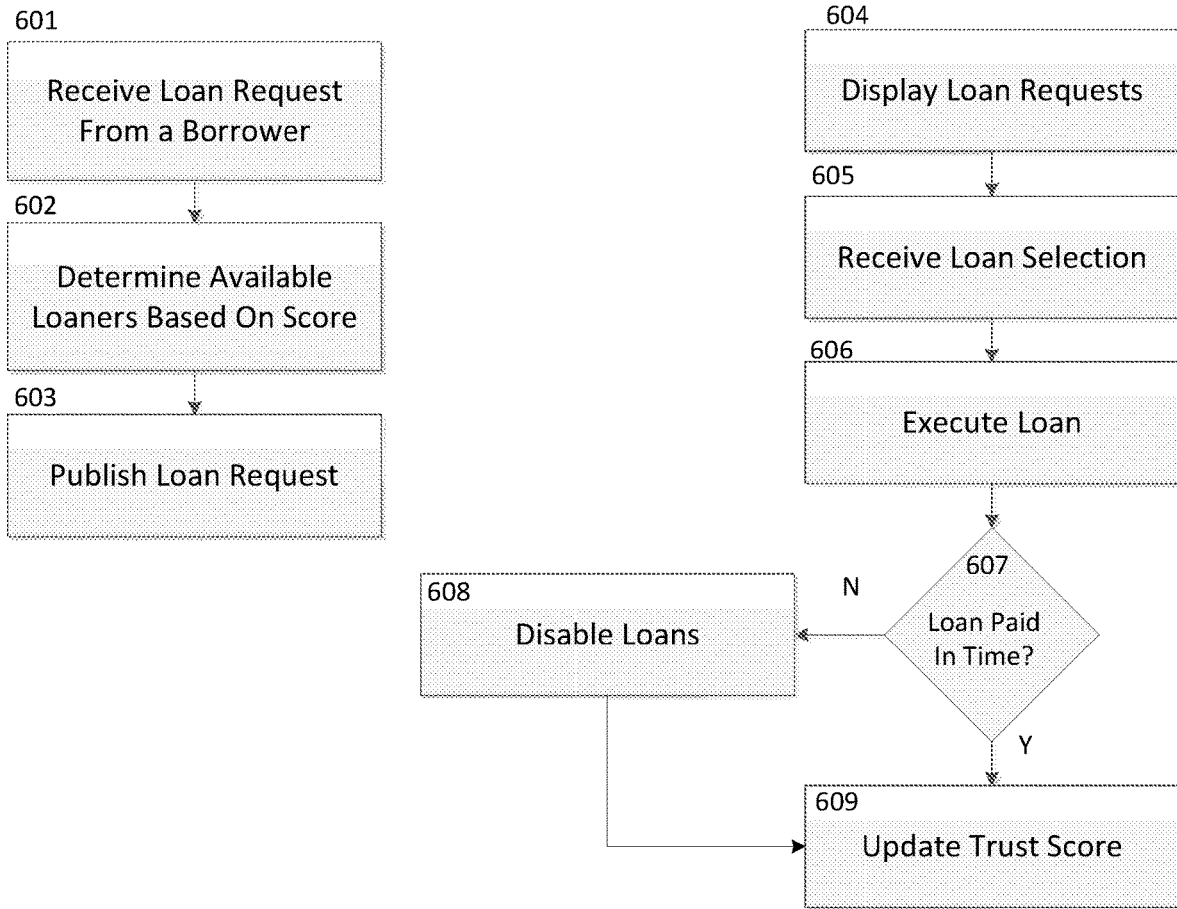 601
Receive Loan Request
From a Borrower
602
Determine Available
Loaners Based On Score
603
Publish Loan Request
604
Display Loan Requests
605
Receive Loan Selection
606
Execute Loan
607
Loan Paid
In Time?
N
Y
608
Disable Loans
609
Update Trust Score